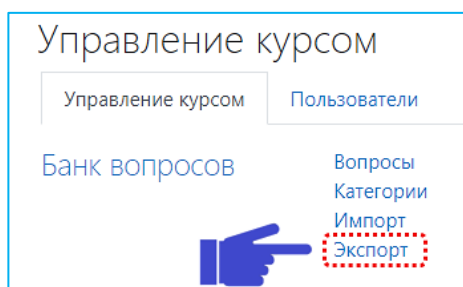 Управление курсом
Управление курсом Пользователи
Банк вопросов Вопросы
Категории
Импорт
Экспорт